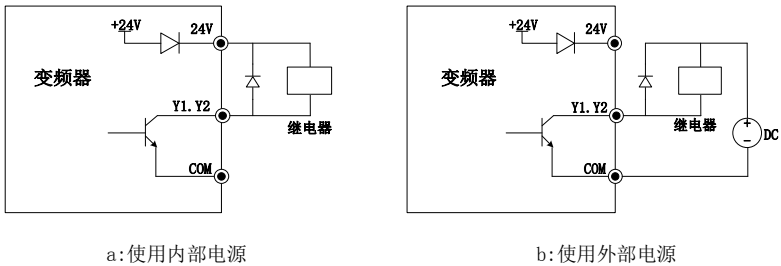 +24V
24V
变频器
Y1.Y2
继电器
COM
a:使用内部电源
+24V
24V
变频器
Y1.Y2
继电器
+
−
DC
COM
b:使用外部电源